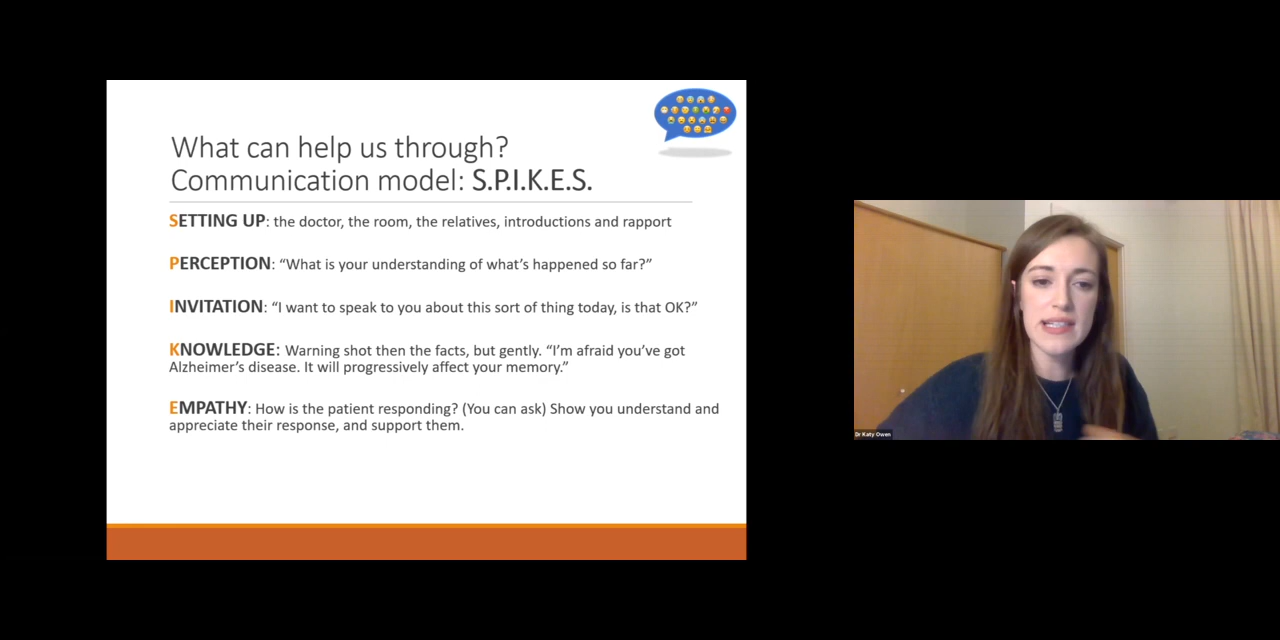 What can help us through?
Communication model: S.P.I.K.E.S.
SETTING UP: the doctor, the room, the relatives, introductions and rapport
PERCEPTION: “What is your understanding of what’s happened so far?”
INVITATION: “I want to speak to you about this sort of thing today, is that OK?”
KNOWLEDGE: Warning shot then the facts, but gently. “I’m afraid you’ve got
Alzheimer’s disease. It will progressively affect your memory.”
EMPATHY: How is the patient responding? (You can ask) Show you understand and
appreciate their response, and support them.
Dr Katy Owen